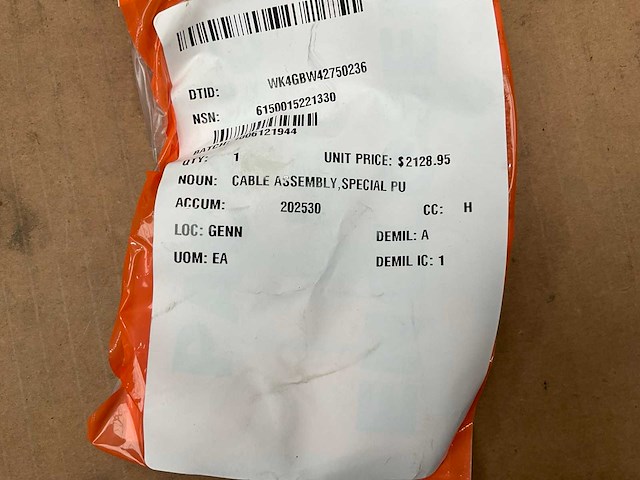 DTID: WK4GBW42750236
NSN: 6150015221330
QTY: 1 UNIT PRICE: $2128.95
NOUN: CABLE ASSEMBLY,SPECIAL PU
ACCUM: 202530 CC: H
LOC: GENN DEMIL: A
UOM: EA DEMIL IC: 1